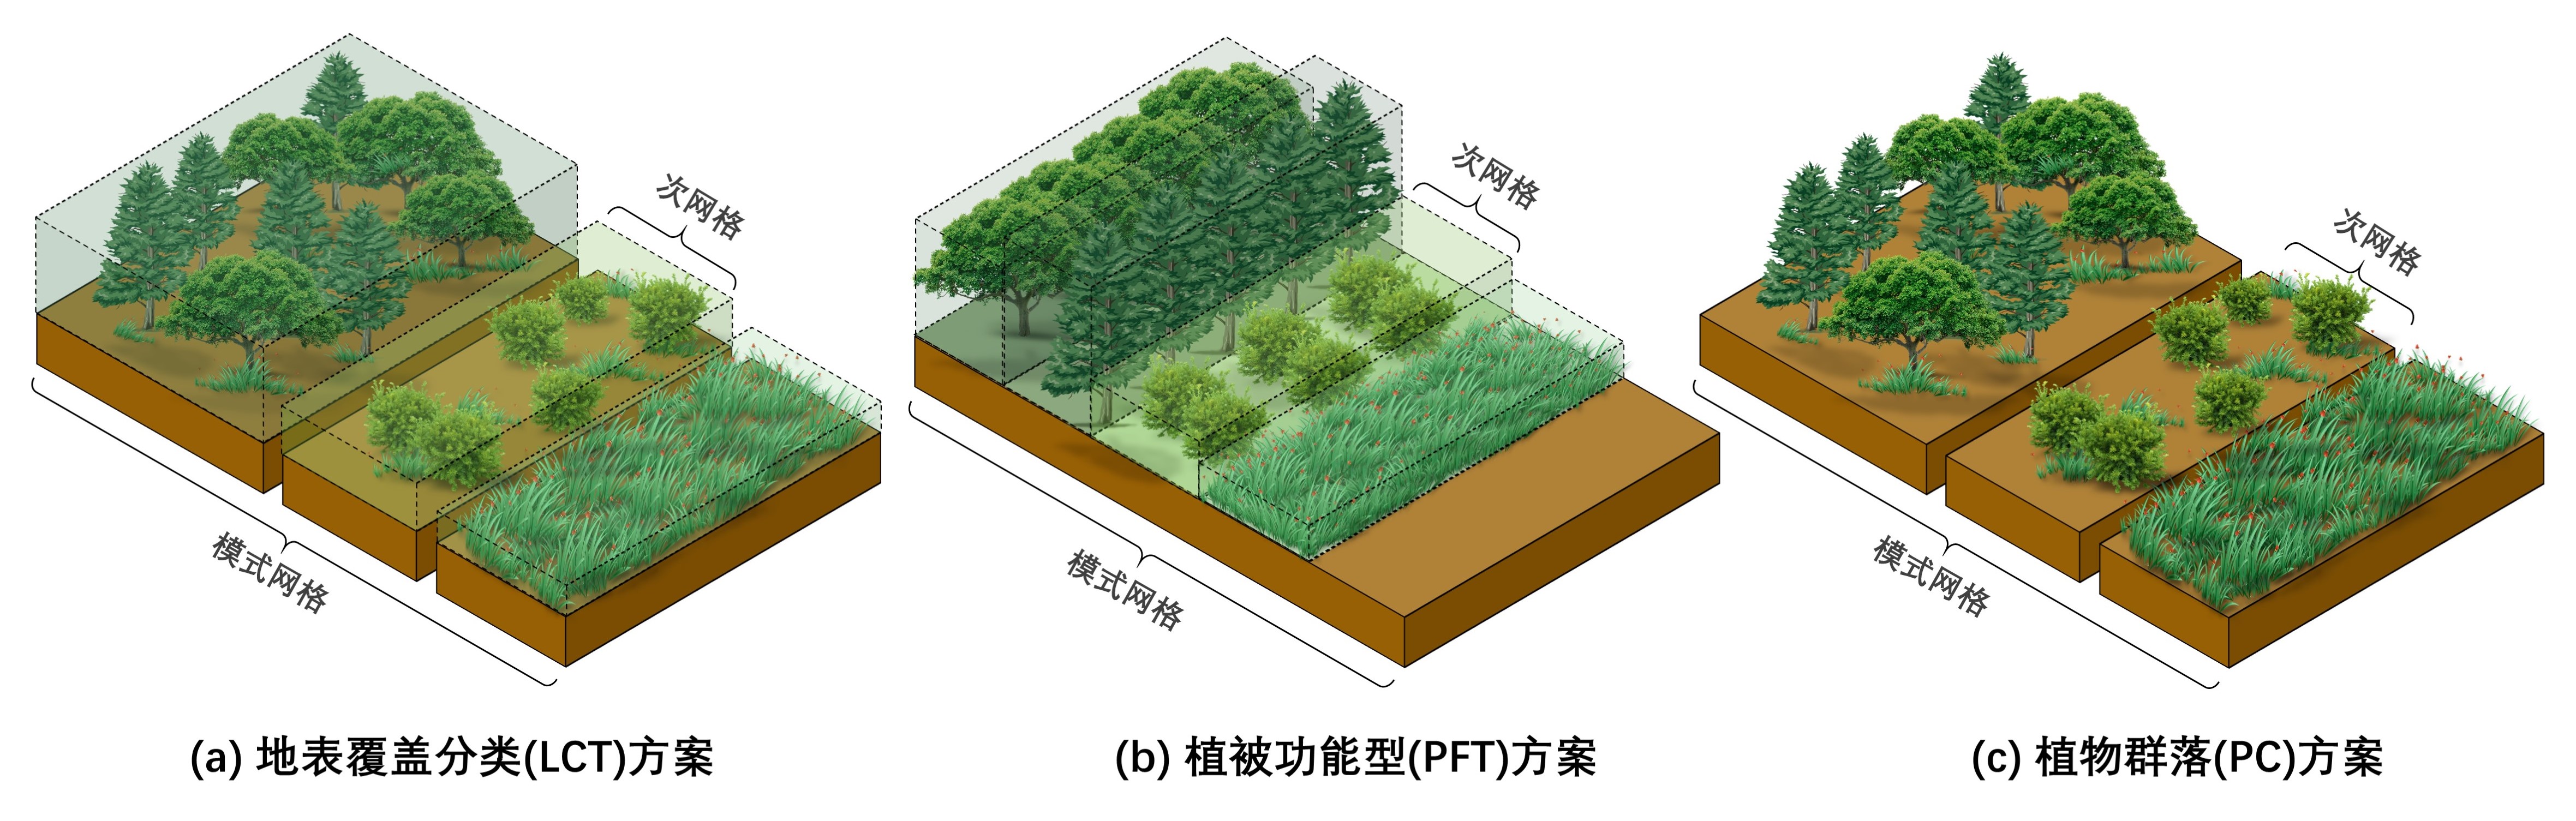 次网格
模式网格
(a) 地表覆盖分类(LCT)方案
次网格
模式网格
(b) 植被功能型(PFT)方案
次网格
模式网格
(c) 植物群落(PC)方案